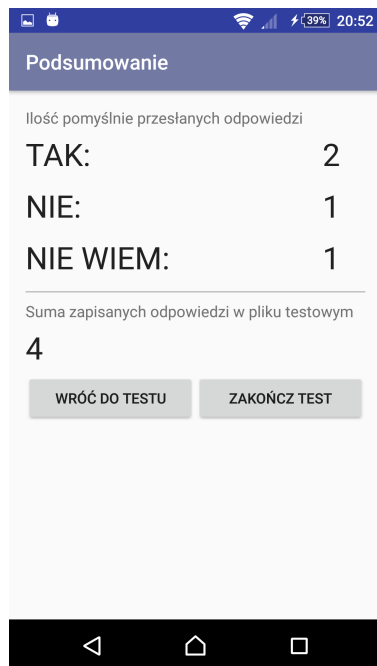 39% 20:52
Podsumowanie
Ilość pomyślnie przesłanych odpowiedzi
TAK: 2
NIE: 1
NIE WIEM: 1
Suma zapisanych odpowiedzi w pliku testowym
4
WRÓĆ DO TESTU ZAKOŃCZ TEST